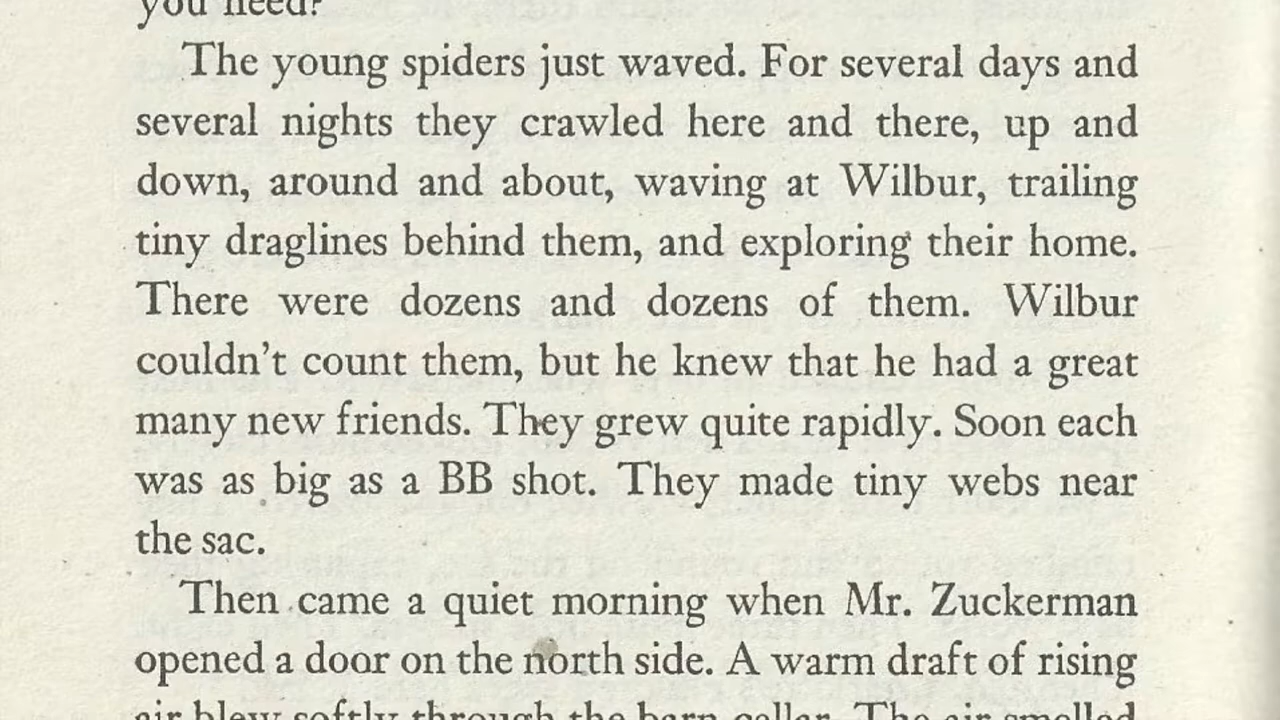 you need?
The young spiders just waved. For several days and
several nights they crawled here and there, up and
down, around and about, waving at Wilbur, trailing
tiny draglines behind them, and exploring their home.
There were dozens and dozens of them. Wilbur
couldn't count them, but he knew that he had a great
many new friends. They grew quite rapidly. Soon each
was as big as a BB shot. They made tiny webs near
the sac.
Then came a quiet morning when Mr. Zuckerman
opened a door on the north side. A warm draft of rising
air blew softly through the barn cellar. The air smelled